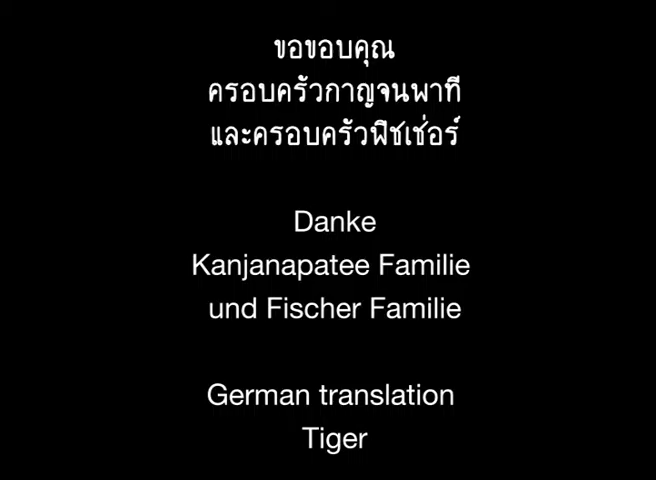 ขอขอบคุณ
ครอบครัวกาญจนพาที
และครอบครัวฟิชเช่อร์
Danke
Kanjanapatee Familie
und Fischer Familie
German translation
Tiger